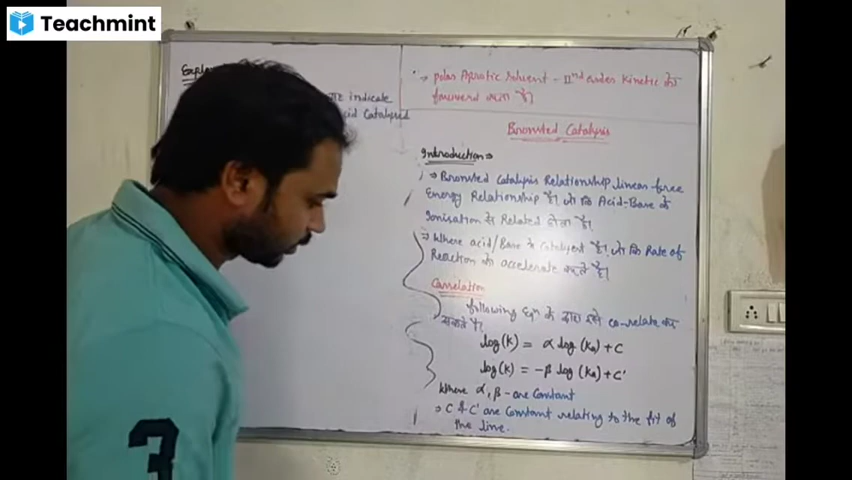 Teachmint
indicate
Acid Catalysed
→ polar Aprotic Solvent - IInd order Kinetic को
favoured करता है।
Bronsted Catalysis
Introduction ⇒
→ Bronsted Catalysis Relationship, linear free
Energy Relationship है। जो कि Acid-Base के
Ionisation से Related होता है।
⇒ Where acid/Base के Catalyst है। जो कि Rate of
Reaction को accelerate करते है।
Correlation
following Eqn के द्वारा इसे co-relate कर
सकते है।
log(K) = α log(Ka) + C
log(K) = -β log(Ka) + C'
Where α, β - are Constant
⇒ C & C' are Constant relating to the fit of
the line.
3